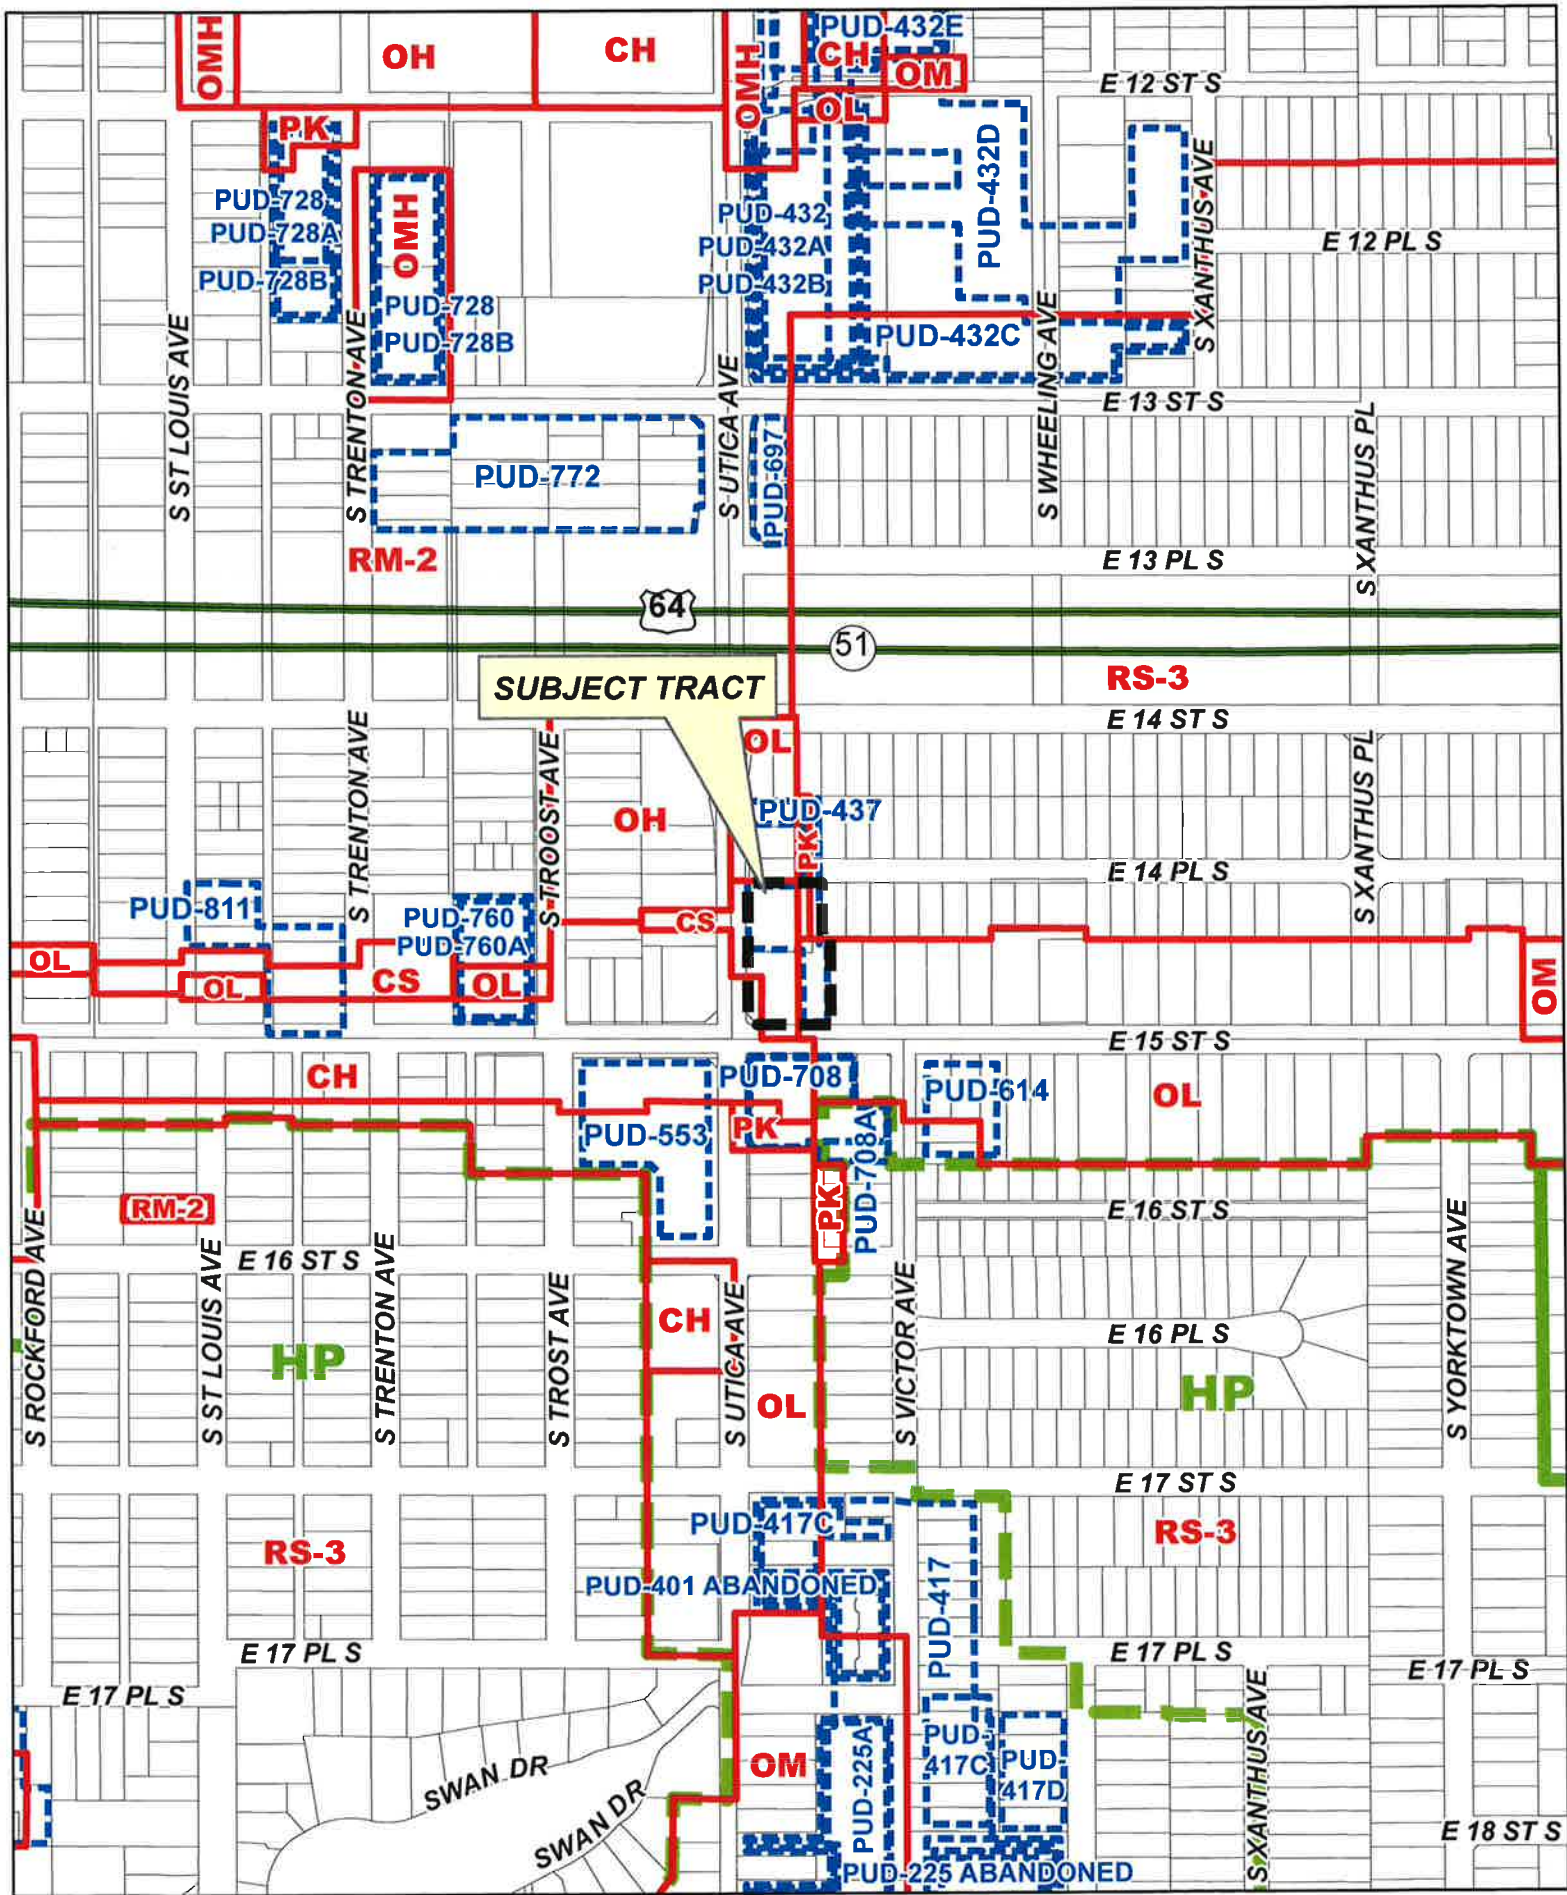 OMH
OH
CH
OMH
PUD-432E
CH
OM
OL
E 12 ST S
PK
PUD-728
PUD-728A
PUD-728B
OMH
PUD-728
PUD-728B
PUD-432
PUD-432A
PUD-432B
PUD-432D
PUD-432C
S XANTHUS AVE
E 12 PL S
S ST LOUIS AVE
S TRENTON AVE
S UTICA AVE
S WHEELING AVE
E 13 ST S
S XANTHUS PL
PUD-772
PUD-697
RM-2
E 13 PL S
64
51
RS-3
SUBJECT TRACT
E 14 ST S
OL
S TRENTON AVE
S TROOST AVE
OH
PUD-437
PK
S XANTHUS PL
E 14 PL S
PUD-811
PUD-760
PUD-760A
CS
OL
OL
CS
OL
OM
E 15 ST S
CH
PUD-708
PUD-614
OL
PUD-553
PK
PUD-708A
PK
RM-2
E 16 ST S
E 16 ST S
S ROCKFORD AVE
S ST LOUIS AVE
S TRENTON AVE
S TROST AVE
S UTICA AVE
S VICTOR AVE
S YORKTOWN AVE
CH
E 16 PL S
HP
HP
OL
E 17 ST S
PUD-417C
RS-3
RS-3
PUD-401 ABANDONED
PUD-417
E 17 PL S
E 17 PL S
E 17 PL S
E 17 PL S
S XANTHUS AVE
OM
PUD-225A
PUD-
417C
PUD-
417D
SWAN DR
SWAN DR
E 18 ST S
PUD-225 ABANDONED